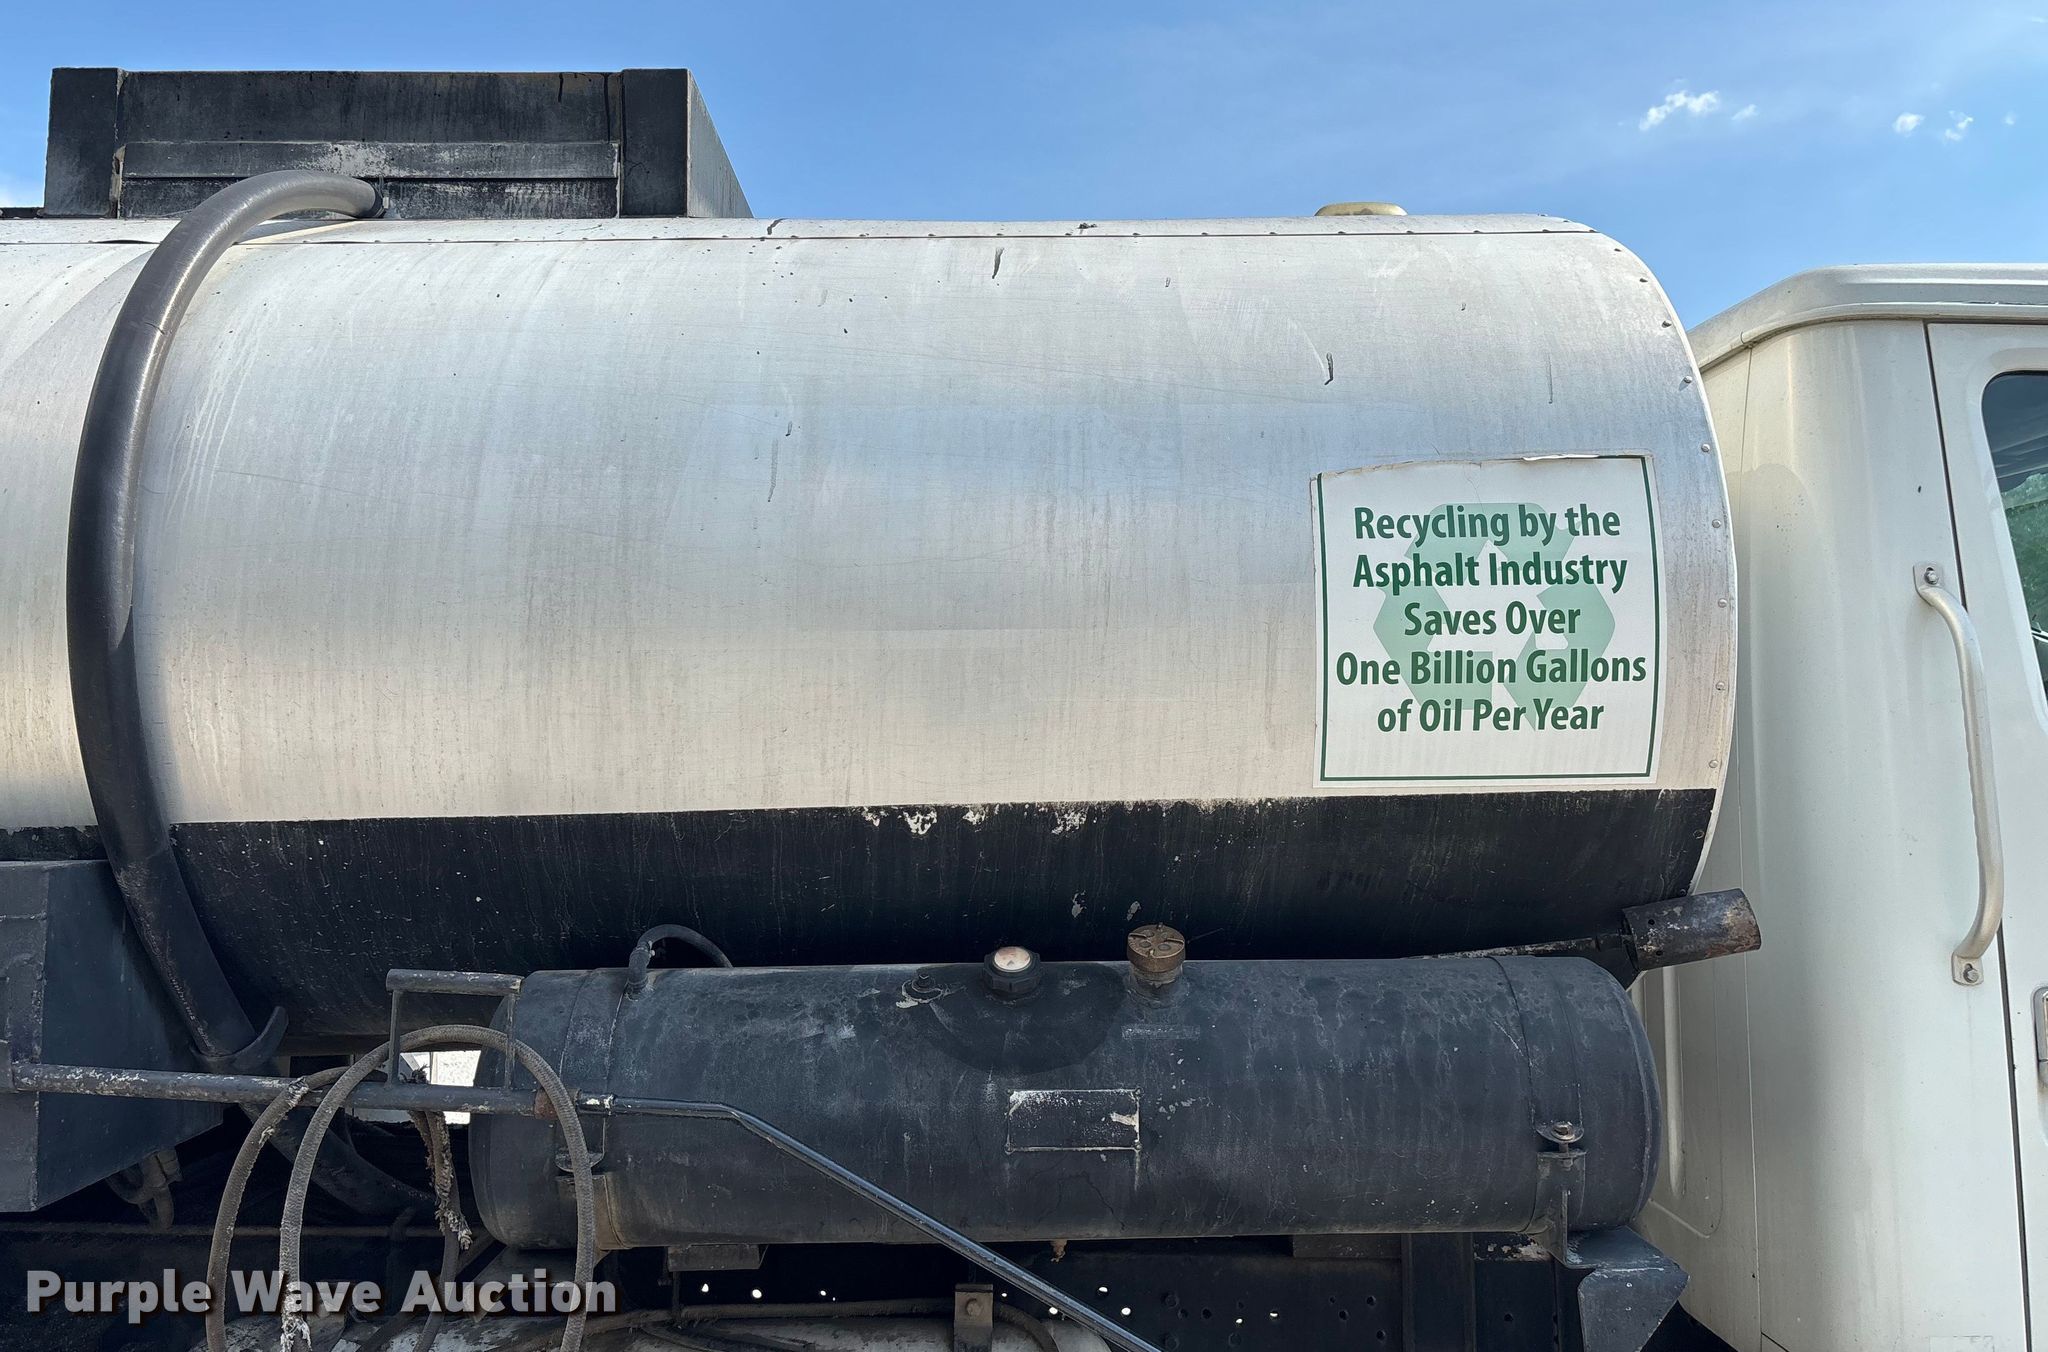 Recycling by the
Asphalt Industry
Saves Over
One Billion Gallons
of Oil Per Year
Purple Wave Auction